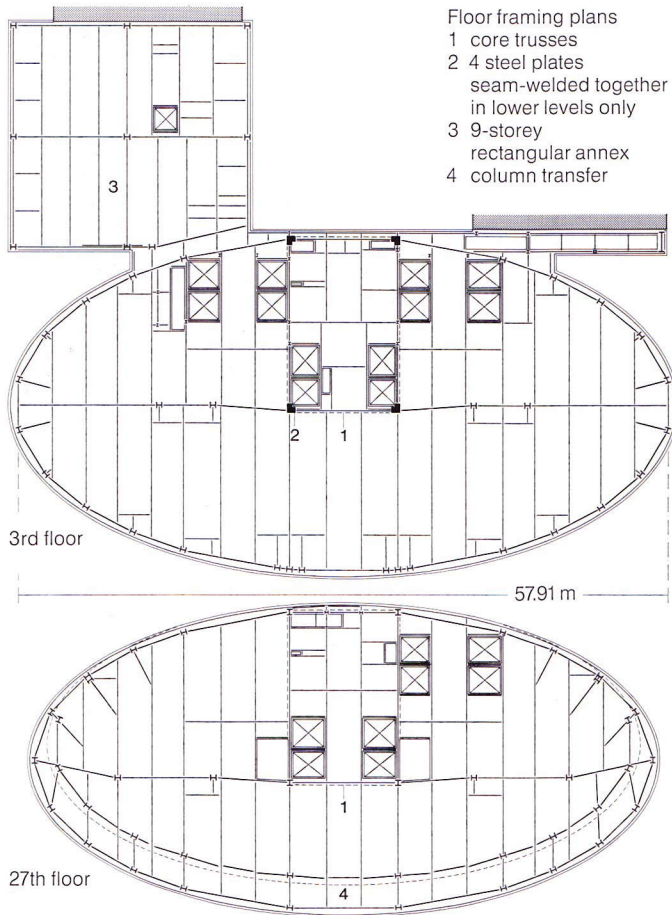 Floor framing plans
1 core trusses
2 4 steel plates
seam-welded together
in lower levels only
3 9-storey
rectangular annex
4 column transfer
3
2 1
3rd floor
57.91 m
1
27th floor
4